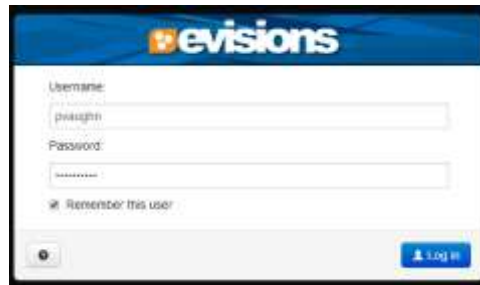 evisions
Username:
pvaughn
Password:
Remember this user
Log in